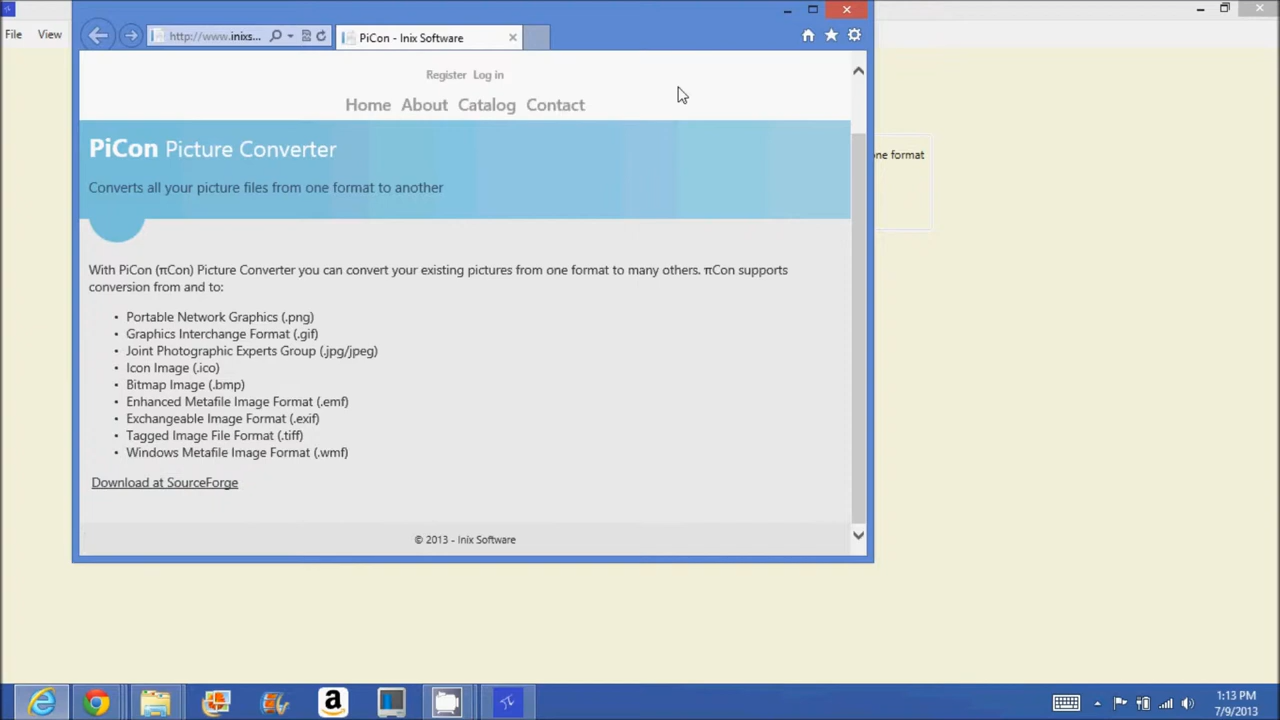 File View
http://www.inixs...
PiCon - Inix Software
Register Log in
Home About Catalog Contact
PiCon Picture Converter
one format
Converts all your picture files from one format to another
With PiCon (πCon) Picture Converter you can convert your existing pictures from one format to many others. πCon supports
conversion from and to:
• Portable Network Graphics (.png)
• Graphics Interchange Format (.gif)
• Joint Photographic Experts Group (.jpg/jpeg)
• Icon Image (.ico)
• Bitmap Image (.bmp)
• Enhanced Metafile Image Format (.emf)
• Exchangeable Image Format (.exif)
• Tagged Image File Format (.tiff)
• Windows Metafile Image Format (.wmf)
Download at SourceForge
© 2013 - Inix Software
1:13 PM
7/9/2013